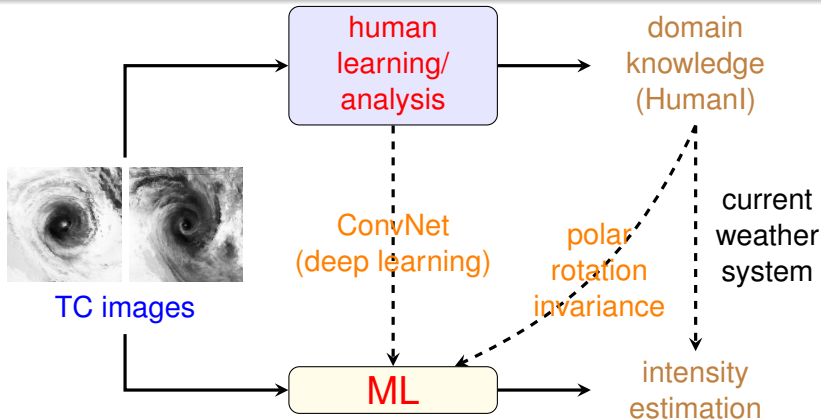 human
learning/
analysis
domain
knowledge
(HumanI)
ConvNet
(deep learning)
polar
rotation
invariance
current
weather
system
TC images
ML
intensity
estimation